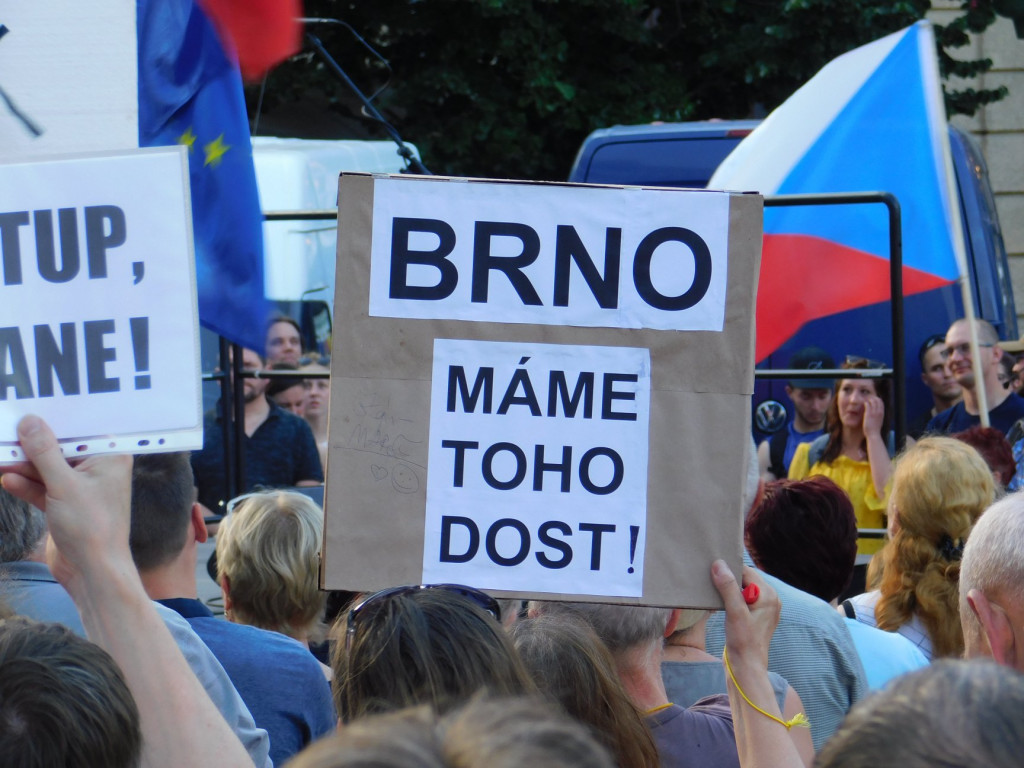 TUP,
ANE!
BRNO
MÁME
TOHO
DOST!